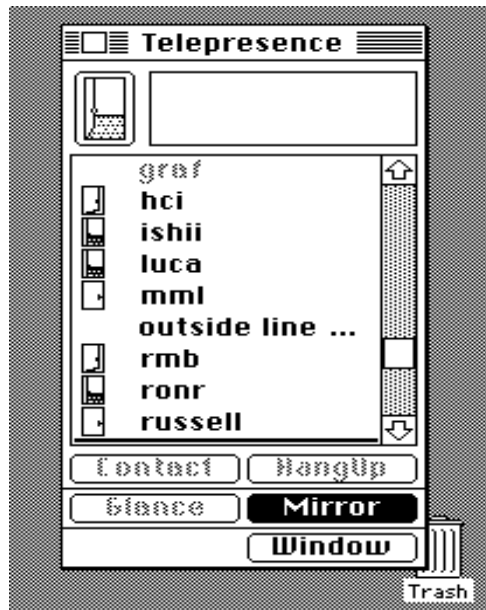 Telepresence
graf
hci
ishii
luca
mml
outside line ...
rmb
ronr
russell
Contact HangUp
Glance Mirror
Window
Trash